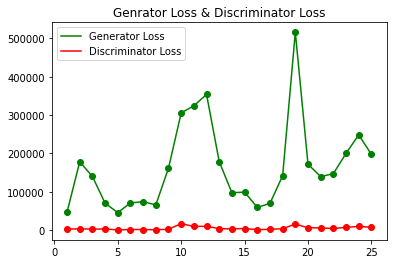 Genrator Loss & Discriminator Loss
Generator Loss
Discriminator Loss
500000
400000
300000
200000
100000
0
0 5 10 15 20 25